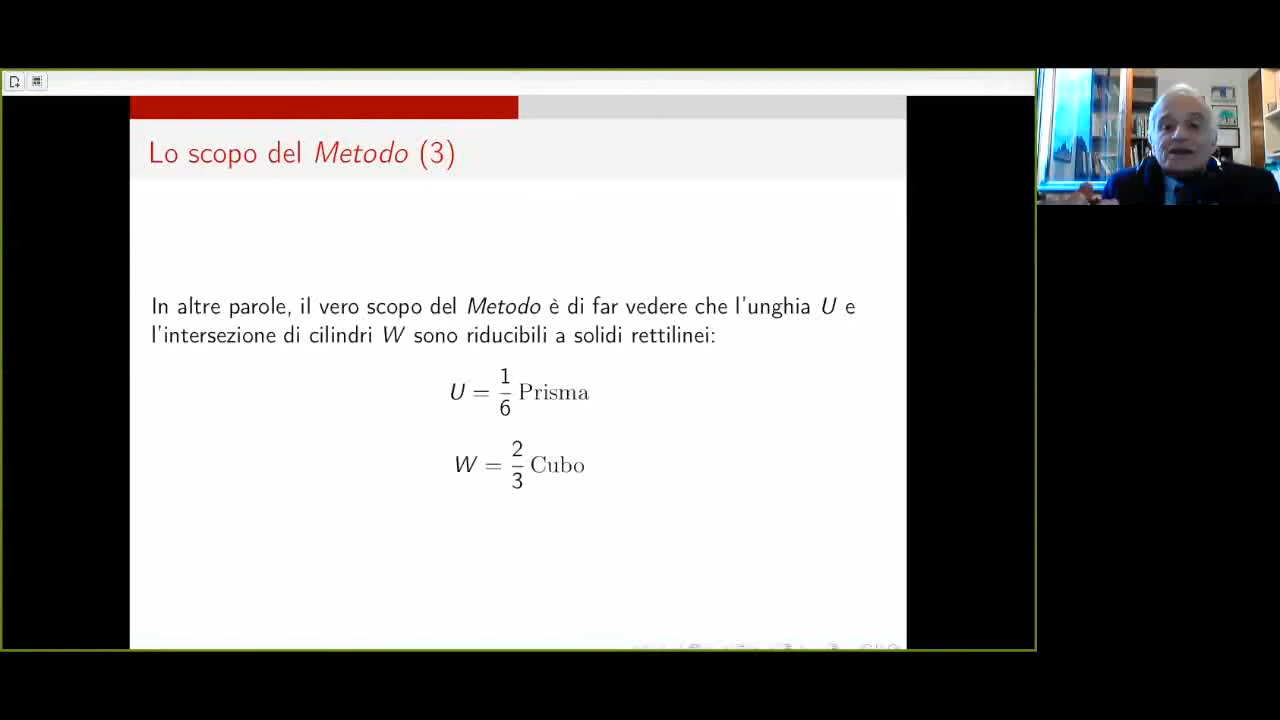 Lo scopo del Metodo (3)
In altre parole, il vero scopo del Metodo è di far vedere che l'unghia U e
l'intersezione di cilindri W sono riducibili a solidi rettilinei:
U = 1/6 Prisma
W = 2/3 Cubo